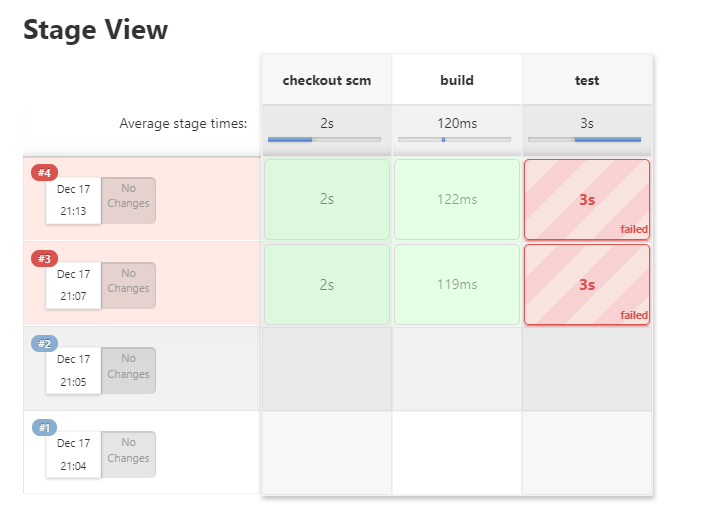 Stage View
checkout scm build test
Average stage times: 2s 120ms 3s
#4
Dec 17
21:13
No
Changes
2s 122ms 3s
failed
#3
Dec 17
21:07
No
Changes
2s 119ms 3s
failed
#2
Dec 17
21:05
No
Changes
#1
Dec 17
21:04
No
Changes